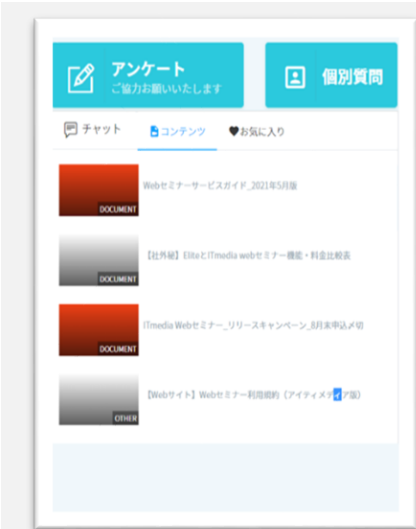 アンケート
ご協力お願いいたします
個別質問
チャット
コンテンツ
お気に入り
DOCUMENT
Webセミナーサービスガイド_2021年5月版
DOCUMENT
【社外秘】EliteとITmedia webセミナー機能・料金比較表
DOCUMENT
ITmedia Webセミナー_リリースキャンペーン_8月末申込〆切
OTHER
【Webサイト】Webセミナー利用規約（アイティメディア版）